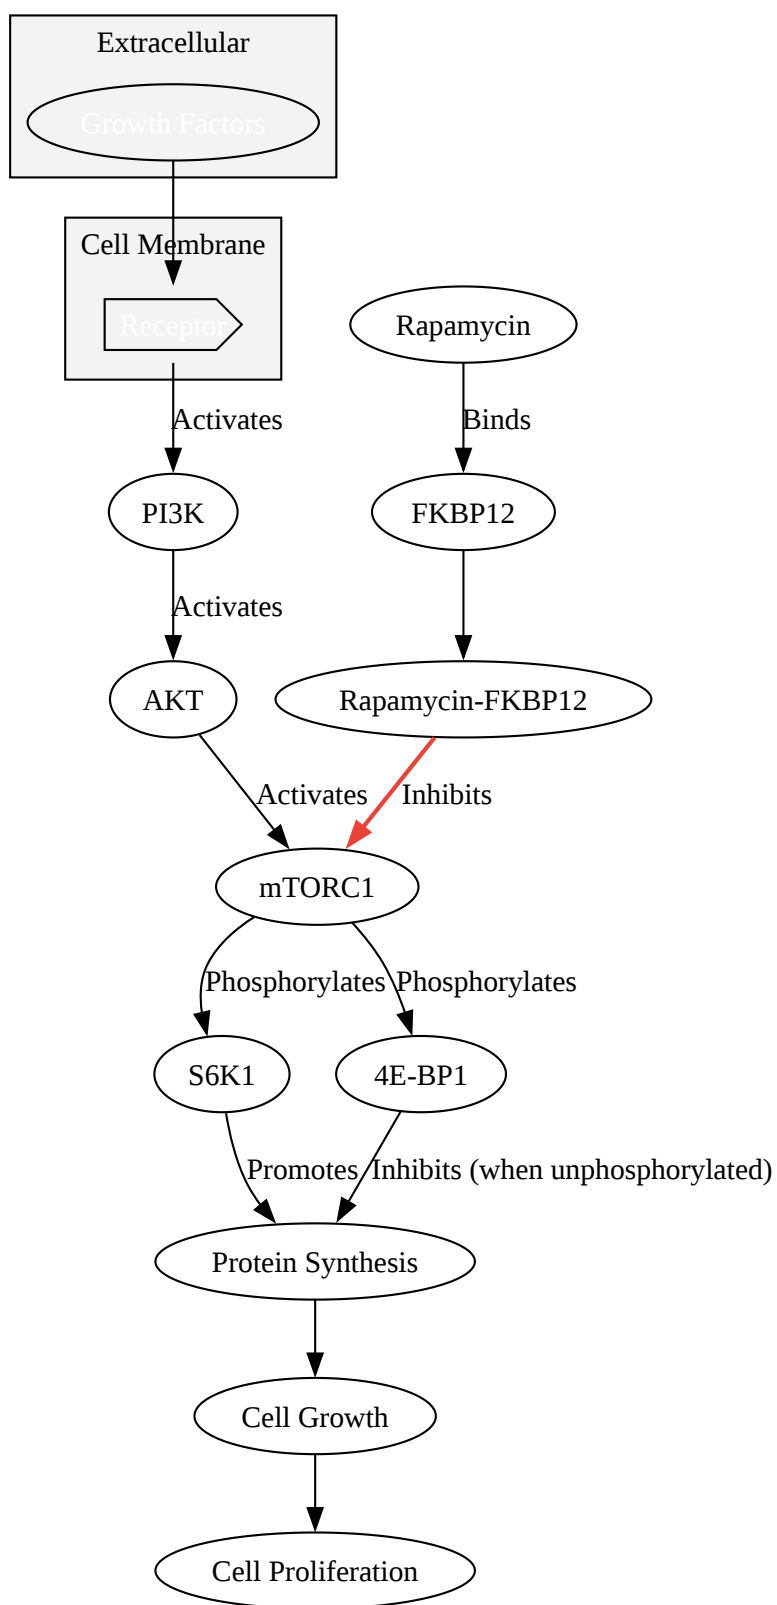 Extracellular
Growth Factors
Cell Membrane
Receptor
Rapamycin
Activates
Binds
PI3K
FKBP12
Activates
AKT
Rapamycin-FKBP12
Activates
Inhibits
mTORC1
Phosphorylates
Phosphorylates
S6K1
4E-BP1
Promotes
Inhibits (when unphosphorylated)
Protein Synthesis
Cell Growth
Cell Proliferation